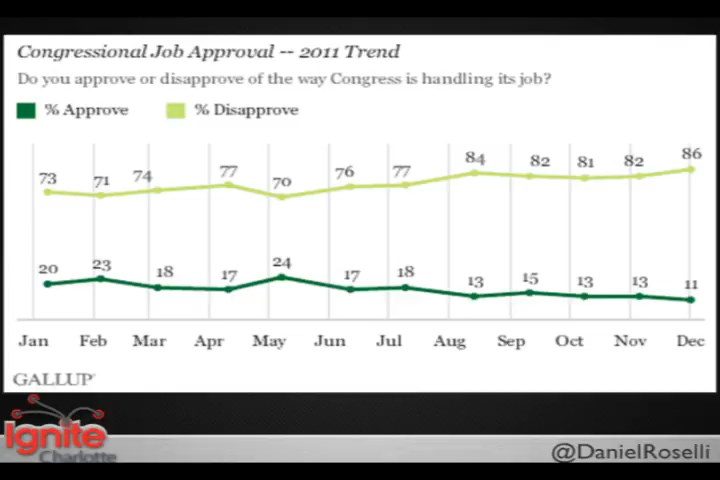 Congressional Job Approval -- 2011 Trend
Do you approve or disapprove of the way Congress is handling its job?
% Approve % Disapprove
73 71 74 77 70 76 77 84 82 81 82 86
20 23 18 17 24 17 18 13 15 13 13 11
Jan Feb Mar Apr May Jun Jul Aug Sep Oct Nov Dec
GALLUP
Ignite
Charlotte
@DanielRoselli